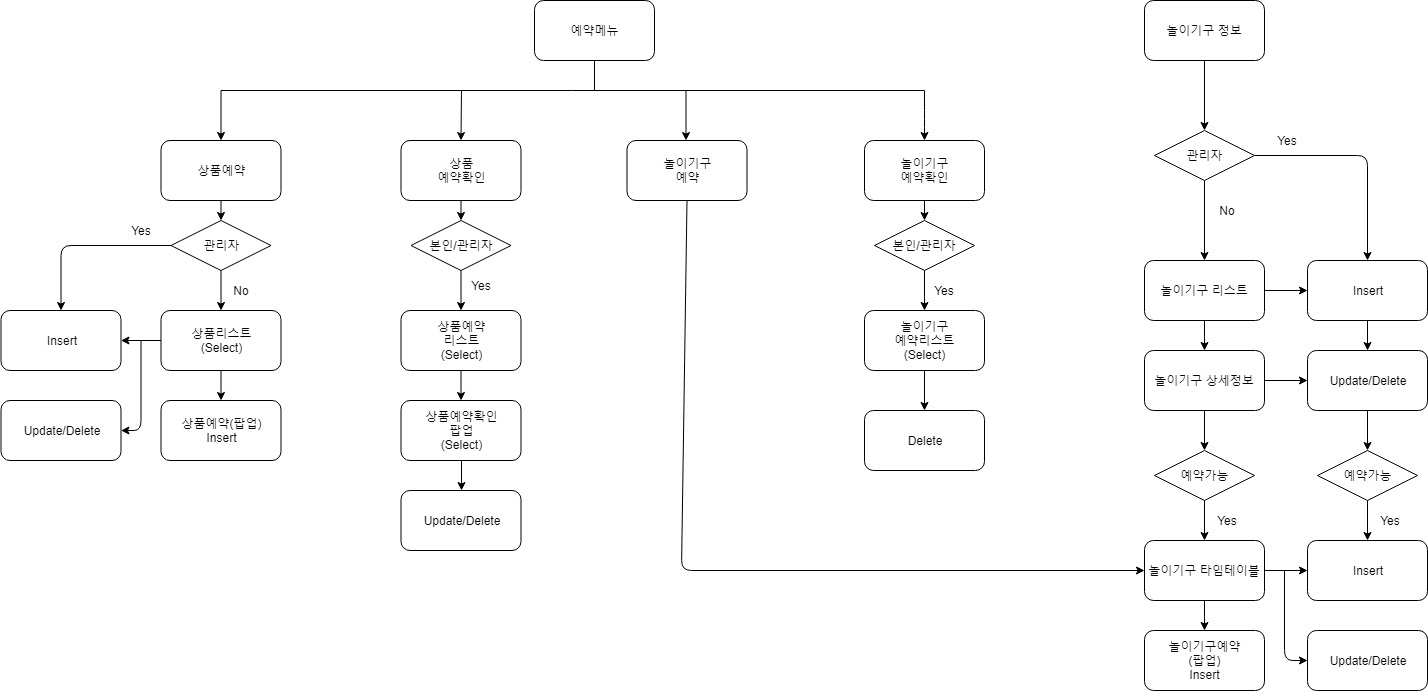 예약메뉴
놀이기구 정보
상품예약
상품
예약확인
놀이기구
예약
놀이기구
예약확인
관리자
Yes
No
Yes
관리자
No
본인/관리자
Yes
본인/관리자
Yes
Insert
상품리스트
(Select)
상품예약
리스트
(Select)
놀이기구
예약리스트
(Select)
놀이기구 리스트
Insert
Update/Delete
상품예약(팝업)
Insert
상품예약확인
팝업
(Select)
Update/Delete
Delete
놀이기구 상세정보
Update/Delete
예약가능
예약가능
Yes
Yes
놀이기구 타임테이블
Insert
놀이기구예약
(팝업)
Insert
Update/Delete